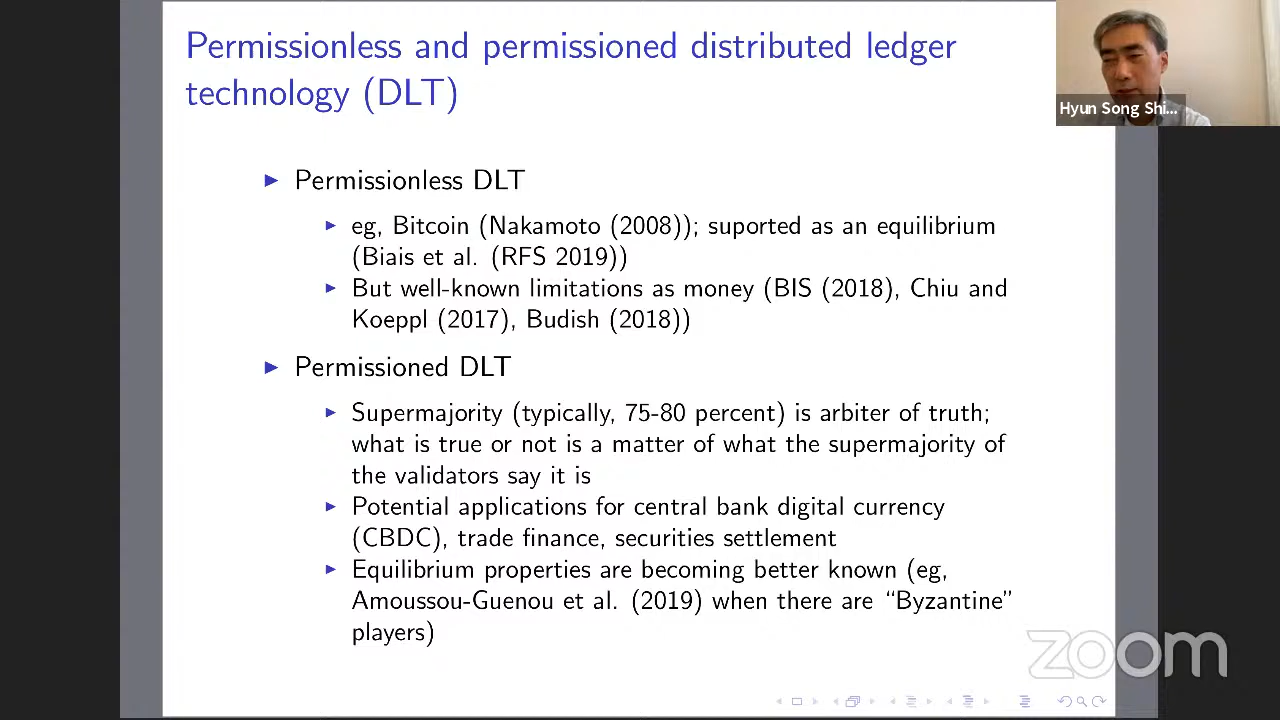 Permissionless and permissioned distributed ledger
technology (DLT)
Hyun Song Shi...
Permissionless DLT
eg, Bitcoin (Nakamoto (2008)); suported as an equilibrium
(Biais et al. (RFS 2019))
But well-known limitations as money (BIS (2018), Chiu and
Koeppl (2017), Budish (2018))
Permissioned DLT
Supermajority (typically, 75-80 percent) is arbiter of truth;
what is true or not is a matter of what the supermajority of
the validators say it is
Potential applications for central bank digital currency
(CBDC), trade finance, securities settlement
Equilibrium properties are becoming better known (eg,
Amoussou-Guenou et al. (2019) when there are “Byzantine”
players)
zoom